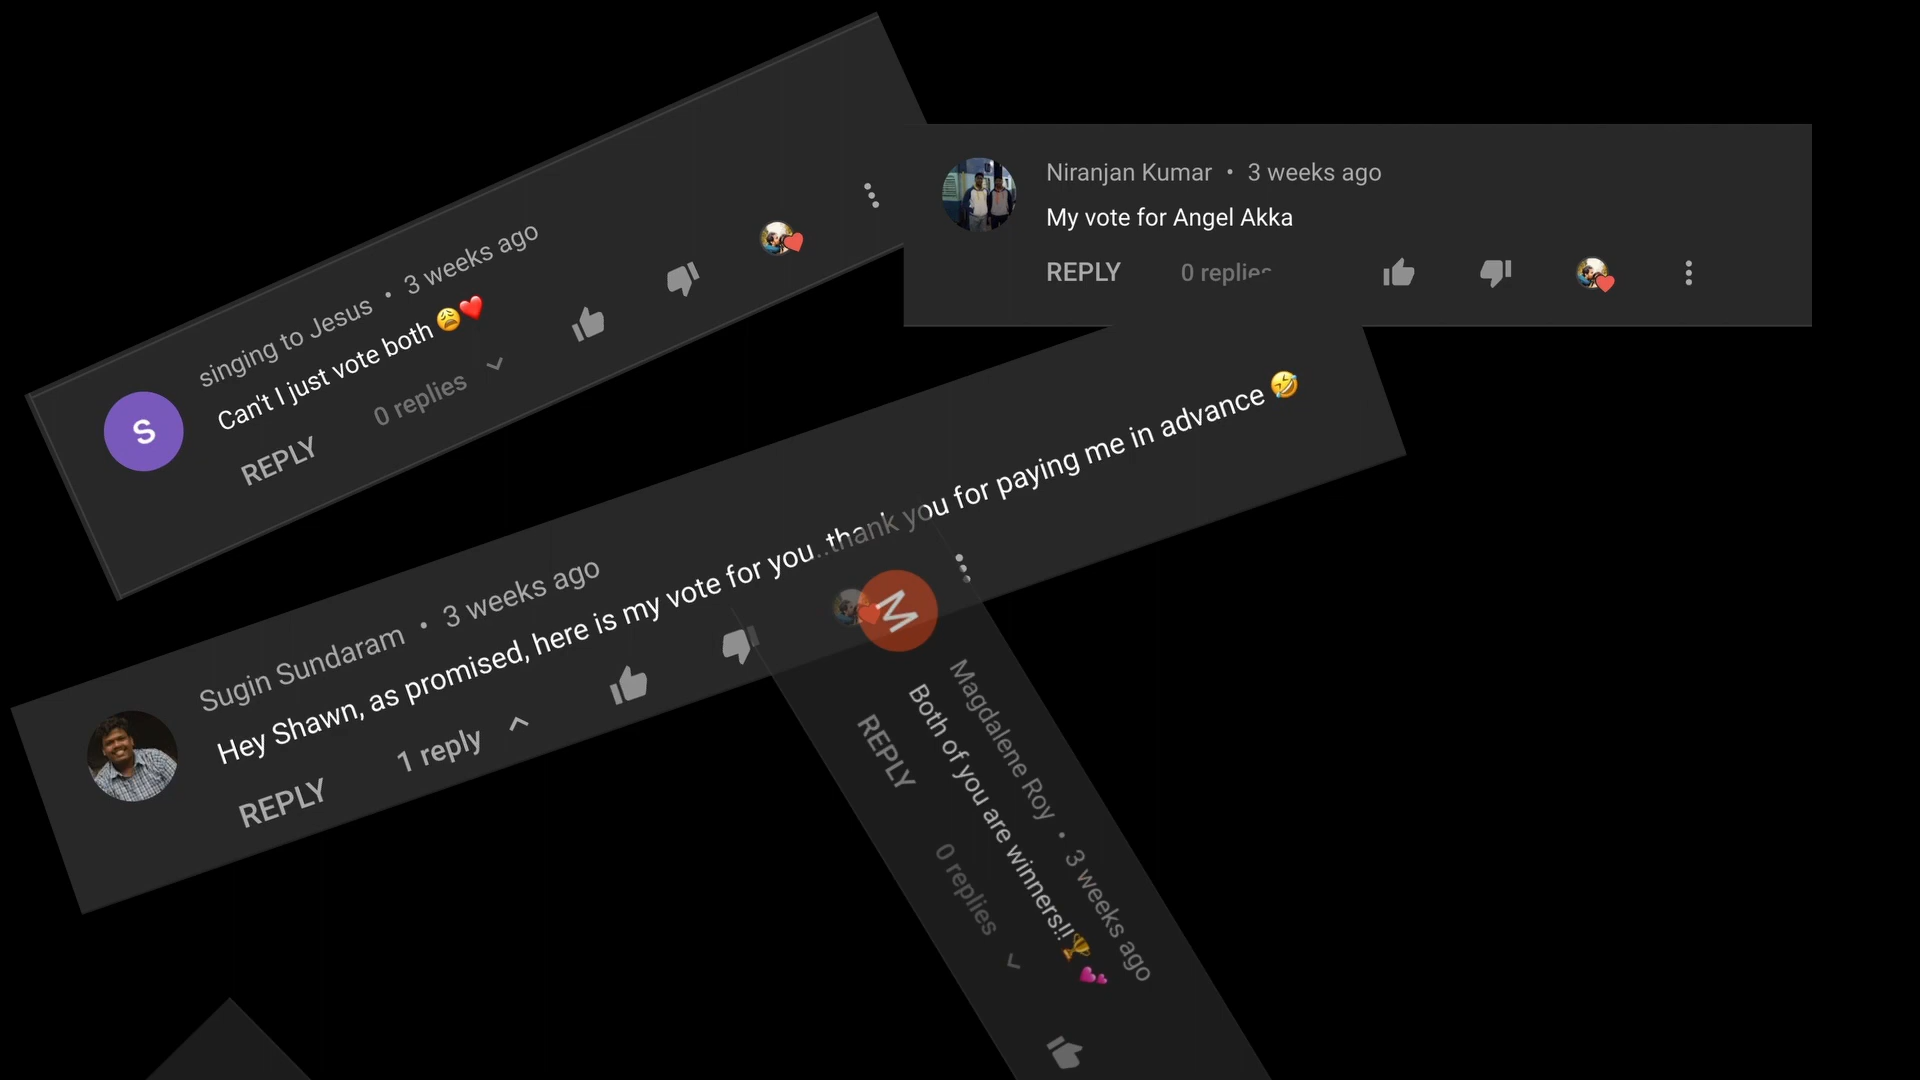 singing to Jesus • 3 weeks ago
Can't I just vote both 😩❤️
REPLY 0 replies
S
Niranjan Kumar • 3 weeks ago
My vote for Angel Akka
REPLY 0 replies
Sugin Sundaram • 3 weeks ago
Hey Shawn, as promised, here is my vote for you..thank you for paying me in advance 🤣
REPLY 1 reply
M
Magdalene Roy • 3 weeks ago
Both of you are winners!!🏆💕
REPLY 0 replies